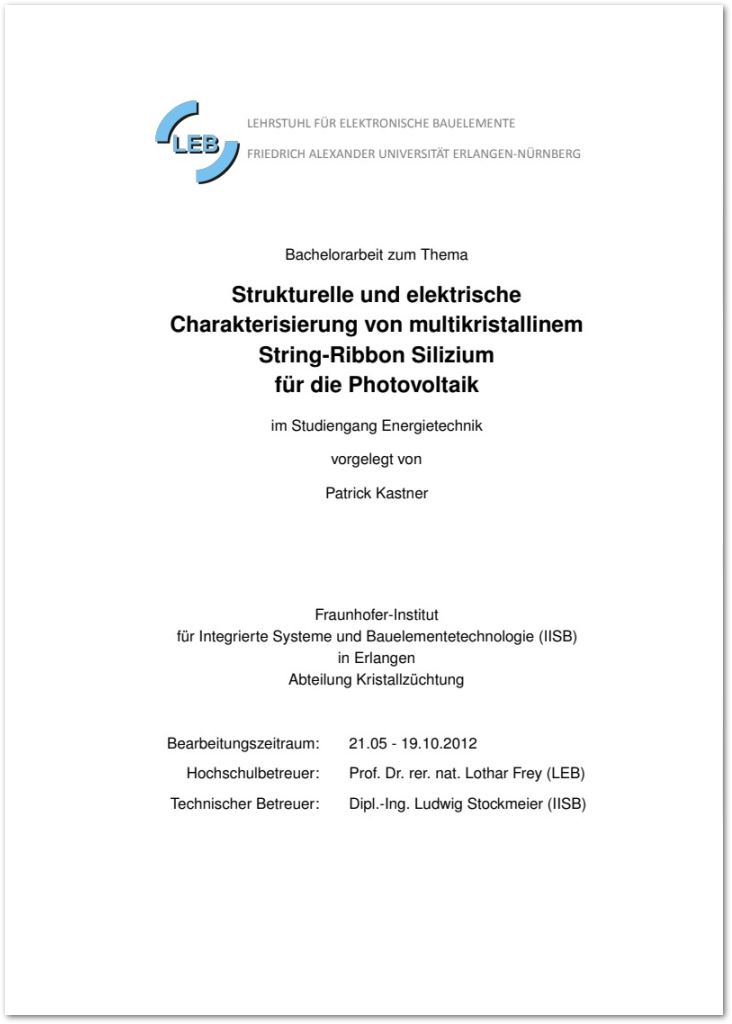 LEB
LEHRSTUHL FÜR ELEKTRONISCHE BAUELEMENTE
FRIEDRICH ALEXANDER UNIVERSITÄT ERLANGEN-NÜRNBERG
Bachelorarbeit zum Thema
Strukturelle und elektrische
Charakterisierung von multikristallinem
String-Ribbon Silizium
für die Photovoltaik
im Studiengang Energietechnik
vorgelegt von
Patrick Kastner
Fraunhofer-Institut
für Integrierte Systeme und Bauelementetechnologie (IISB)
in Erlangen
Abteilung Kristallzüchtung
Bearbeitungszeitraum: 21.05 - 19.10.2012
Hochschulbetreuer: Prof. Dr. rer. nat. Lothar Frey (LEB)
Technischer Betreuer: Dipl.-Ing. Ludwig Stockmeier (IISB)